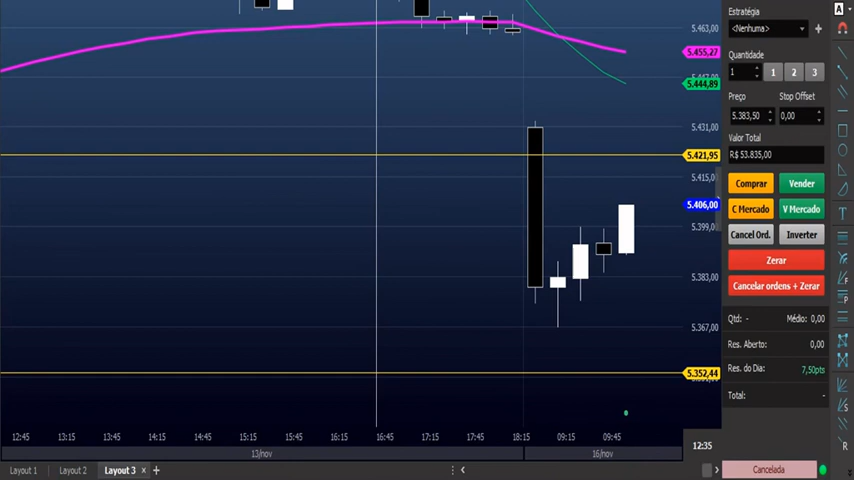 Estratégia
<Nenhuma>
Quantidade
1 1 2 3
Preço Stop Offset
5.383,50 0,00
Valor Total
R$ 53.835,00
Comprar Vender
C Mercado V Mercado
Cancel Ord. Inverter
Zerar
Cancelar ordens + Zerar
Qtd: - Médio: 0,00
Res. Aberto: 0,00
Res. do Dia: 7,50pts
Total: -
Cancelada
A
T
F
P
S
R
5.463,00
5.455,27
5.444,89
5.431,00
5.421,95
5.415,00
5.406,00
5.399,0
5.383,00
5.367,00
5.352,44
12:45 13:15 13:45 14:15 14:45 15:15 15:45 16:15 16:45 17:15 17:45 18:15 09:15 09:45
12:35
13/nov 16/nov
Layout 1 Layout 2 Layout 3 x +